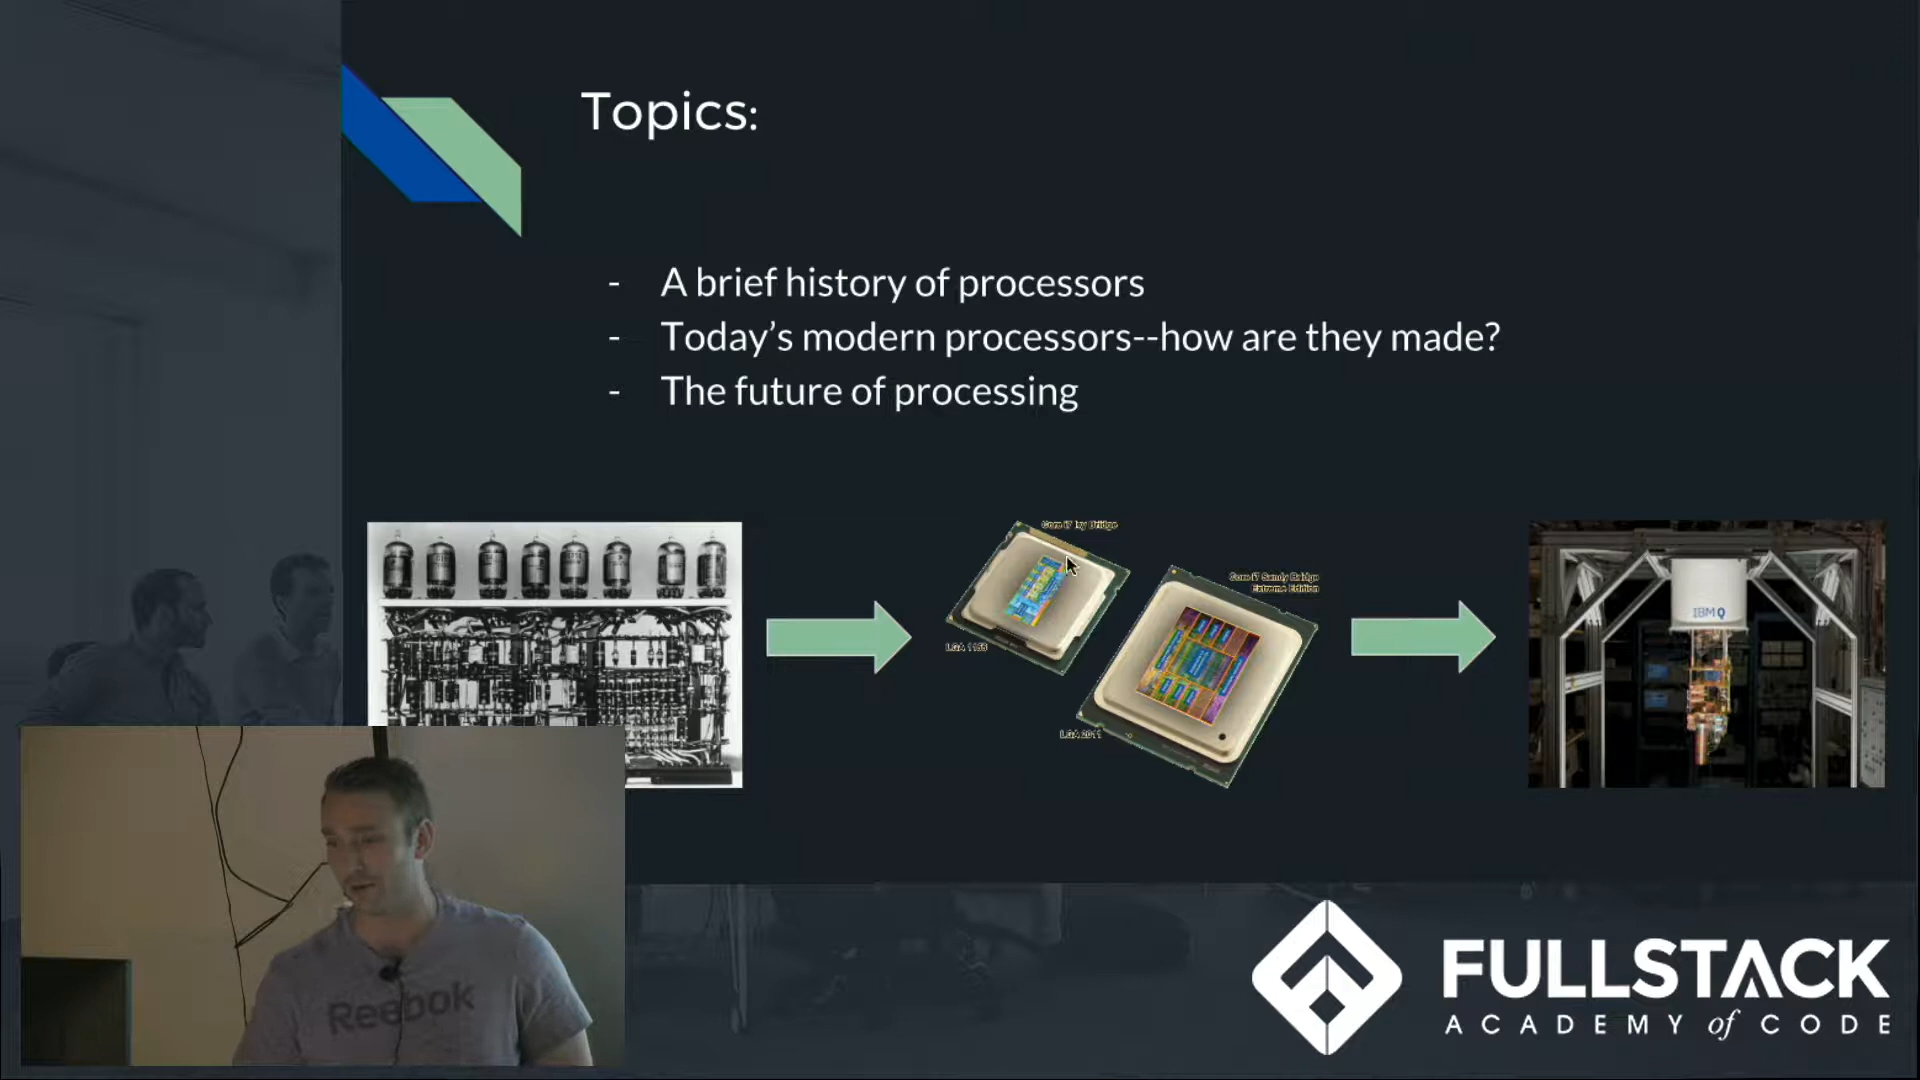 Topics:
- A brief history of processors
- Today's modern processors--how are they made?
- The future of processing
Core i7 Ivy Bridge
Core i7 Sandy Bridge
Extreme Edition
LGA 1155
LGA 2011
IBM Q
Reebok
FULLSTACK
ACADEMY of CODE